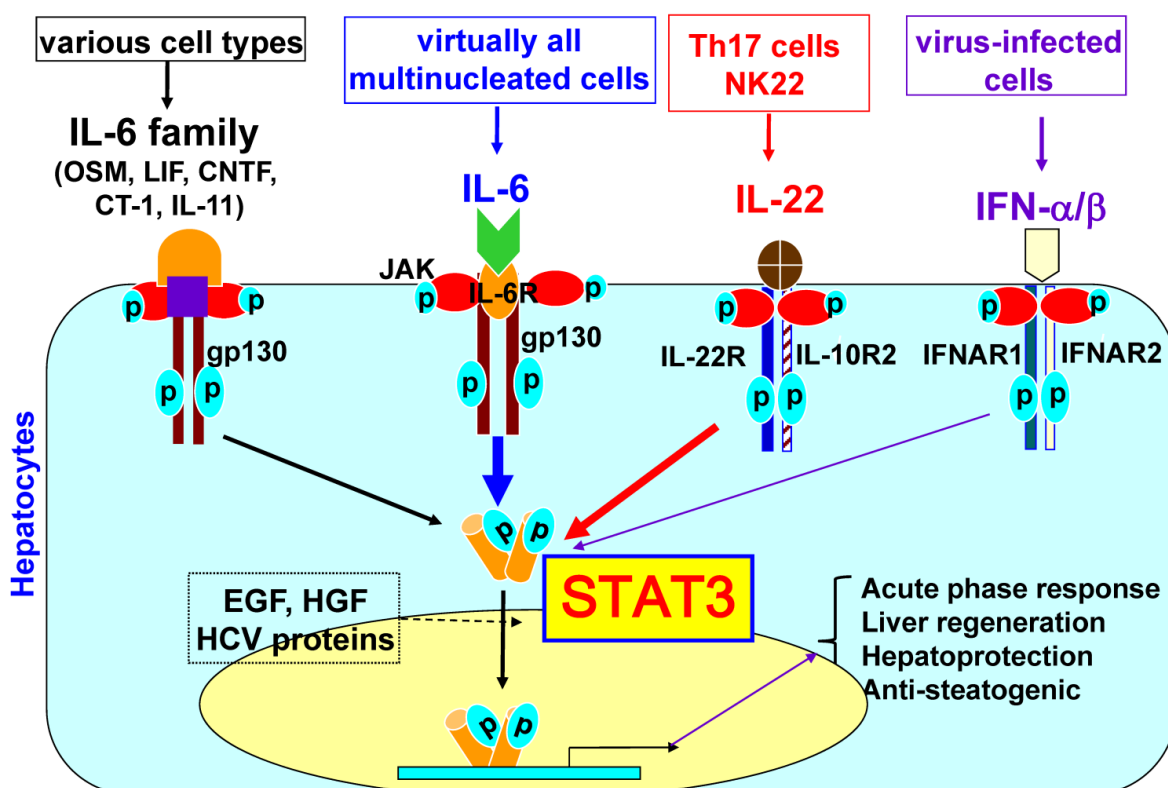 various cell types
IL-6 family
(OSM, LIF, CNTF,
CT-1, IL-11)
virtually all
multinucleated cells
IL-6
Th17 cells
NK22
IL-22
virus-infected
cells
IFN-α/β
JAK
IL-6R
p
p
p
p
p
p
p
p
gp130
gp130
IL-22R
IL-10R2
IFNAR1
IFNAR2
p
p
p
p
p
p
p
p
Hepatocytes
p
p
STAT3
EGF, HGF
HCV proteins
Acute phase response
Liver regeneration
Hepatoprotection
Anti-steatogenic
p
p